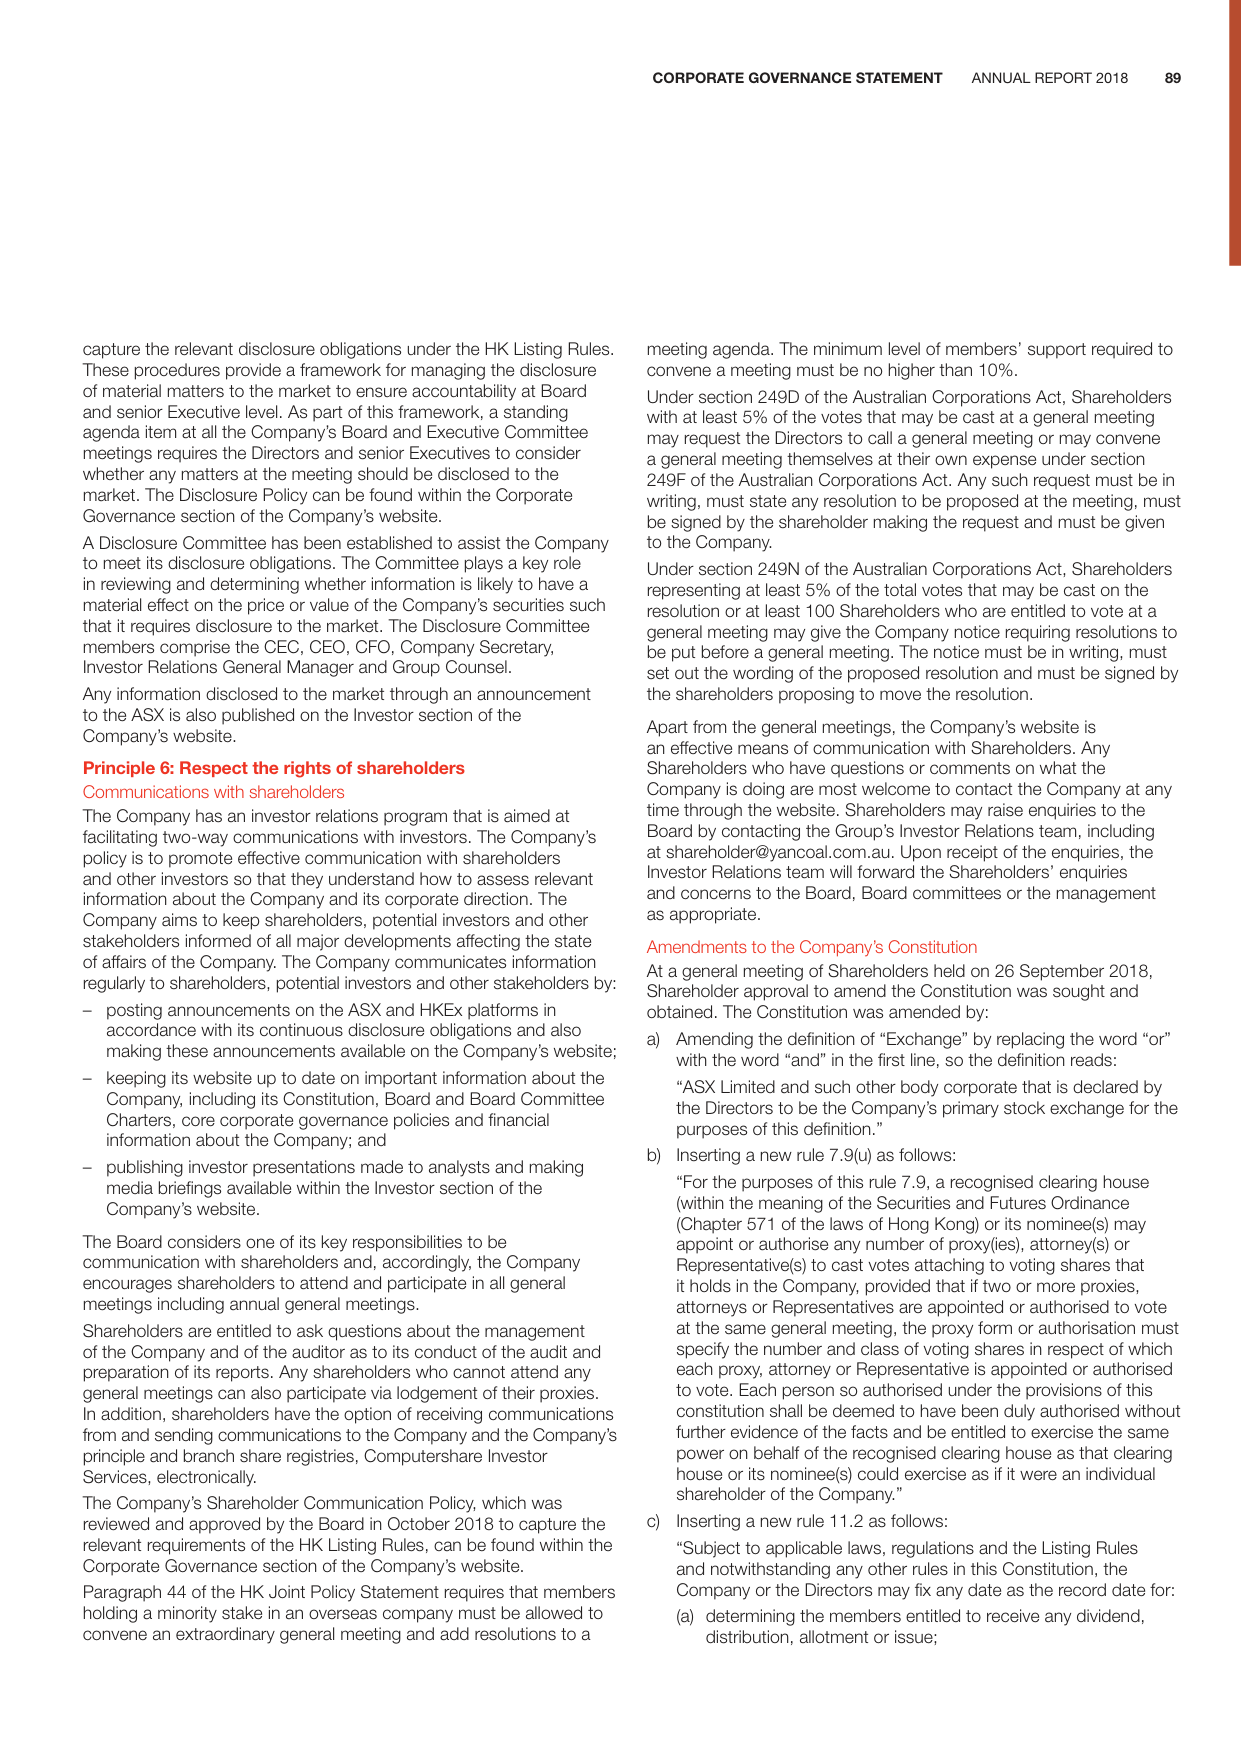 CORPORATE GOVERNANCE STATEMENT ANNUAL REPORT 2018 89
capture the relevant disclosure obligations under the HK Listing Rules.
These procedures provide a framework for managing the disclosure
of material matters to the market to ensure accountability at Board
and senior Executive level. As part of this framework, a standing
agenda item at all the Company’s Board and Executive Committee
meetings requires the Directors and senior Executives to consider
whether any matters at the meeting should be disclosed to the
market. The Disclosure Policy can be found within the Corporate
Governance section of the Company’s website.
A Disclosure Committee has been established to assist the Company
to meet its disclosure obligations. The Committee plays a key role
in reviewing and determining whether information is likely to have a
material effect on the price or value of the Company’s securities such
that it requires disclosure to the market. The Disclosure Committee
members comprise the CEC, CEO, CFO, Company Secretary,
Investor Relations General Manager and Group Counsel.
Any information disclosed to the market through an announcement
to the ASX is also published on the Investor section of the
Company’s website.
Principle 6: Respect the rights of shareholders
Communications with shareholders
The Company has an investor relations program that is aimed at
facilitating two-way communications with investors. The Company’s
policy is to promote effective communication with shareholders
and other investors so that they understand how to assess relevant
information about the Company and its corporate direction. The
Company aims to keep shareholders, potential investors and other
stakeholders informed of all major developments affecting the state
of affairs of the Company. The Company communicates information
regularly to shareholders, potential investors and other stakeholders by:
– posting announcements on the ASX and HKEx platforms in
accordance with its continuous disclosure obligations and also
making these announcements available on the Company’s website;
– keeping its website up to date on important information about the
Company, including its Constitution, Board and Board Committee
Charters, core corporate governance policies and financial
information about the Company; and
– publishing investor presentations made to analysts and making
media briefings available within the Investor section of the
Company’s website.
The Board considers one of its key responsibilities to be
communication with shareholders and, accordingly, the Company
encourages shareholders to attend and participate in all general
meetings including annual general meetings.
Shareholders are entitled to ask questions about the management
of the Company and of the auditor as to its conduct of the audit and
preparation of its reports. Any shareholders who cannot attend any
general meetings can also participate via lodgement of their proxies.
In addition, shareholders have the option of receiving communications
from and sending communications to the Company and the Company’s
principle and branch share registries, Computershare Investor
Services, electronically.
The Company’s Shareholder Communication Policy, which was
reviewed and approved by the Board in October 2018 to capture the
relevant requirements of the HK Listing Rules, can be found within the
Corporate Governance section of the Company’s website.
Paragraph 44 of the HK Joint Policy Statement requires that members
holding a minority stake in an overseas company must be allowed to
convene an extraordinary general meeting and add resolutions to a
meeting agenda. The minimum level of members’ support required to
convene a meeting must be no higher than 10%.
Under section 249D of the Australian Corporations Act, Shareholders
with at least 5% of the votes that may be cast at a general meeting
may request the Directors to call a general meeting or may convene
a general meeting themselves at their own expense under section
249F of the Australian Corporations Act. Any such request must be in
writing, must state any resolution to be proposed at the meeting, must
be signed by the shareholder making the request and must be given
to the Company.
Under section 249N of the Australian Corporations Act, Shareholders
representing at least 5% of the total votes that may be cast on the
resolution or at least 100 Shareholders who are entitled to vote at a
general meeting may give the Company notice requiring resolutions to
be put before a general meeting. The notice must be in writing, must
set out the wording of the proposed resolution and must be signed by
the shareholders proposing to move the resolution.
Apart from the general meetings, the Company’s website is
an effective means of communication with Shareholders. Any
Shareholders who have questions or comments on what the
Company is doing are most welcome to contact the Company at any
time through the website. Shareholders may raise enquiries to the
Board by contacting the Group’s Investor Relations team, including
at shareholder@yancoal.com.au. Upon receipt of the enquiries, the
Investor Relations team will forward the Shareholders’ enquiries
and concerns to the Board, Board committees or the management
as appropriate.
Amendments to the Company’s Constitution
At a general meeting of Shareholders held on 26 September 2018,
Shareholder approval to amend the Constitution was sought and
obtained. The Constitution was amended by:
a) Amending the definition of “Exchange” by replacing the word “or”
with the word “and” in the first line, so the definition reads:
“ASX Limited and such other body corporate that is declared by
the Directors to be the Company’s primary stock exchange for the
purposes of this definition.”
b) Inserting a new rule 7.9(u) as follows:
“For the purposes of this rule 7.9, a recognised clearing house
(within the meaning of the Securities and Futures Ordinance
(Chapter 571 of the laws of Hong Kong) or its nominee(s) may
appoint or authorise any number of proxy(ies), attorney(s) or
Representative(s) to cast votes attaching to voting shares that
it holds in the Company, provided that if two or more proxies,
attorneys or Representatives are appointed or authorised to vote
at the same general meeting, the proxy form or authorisation must
specify the number and class of voting shares in respect of which
each proxy, attorney or Representative is appointed or authorised
to vote. Each person so authorised under the provisions of this
constitution shall be deemed to have been duly authorised without
further evidence of the facts and be entitled to exercise the same
power on behalf of the recognised clearing house as that clearing
house or its nominee(s) could exercise as if it were an individual
shareholder of the Company.”
c) Inserting a new rule 11.2 as follows:
“Subject to applicable laws, regulations and the Listing Rules
and notwithstanding any other rules in this Constitution, the
Company or the Directors may fix any date as the record date for:
(a) determining the members entitled to receive any dividend,
distribution, allotment or issue;